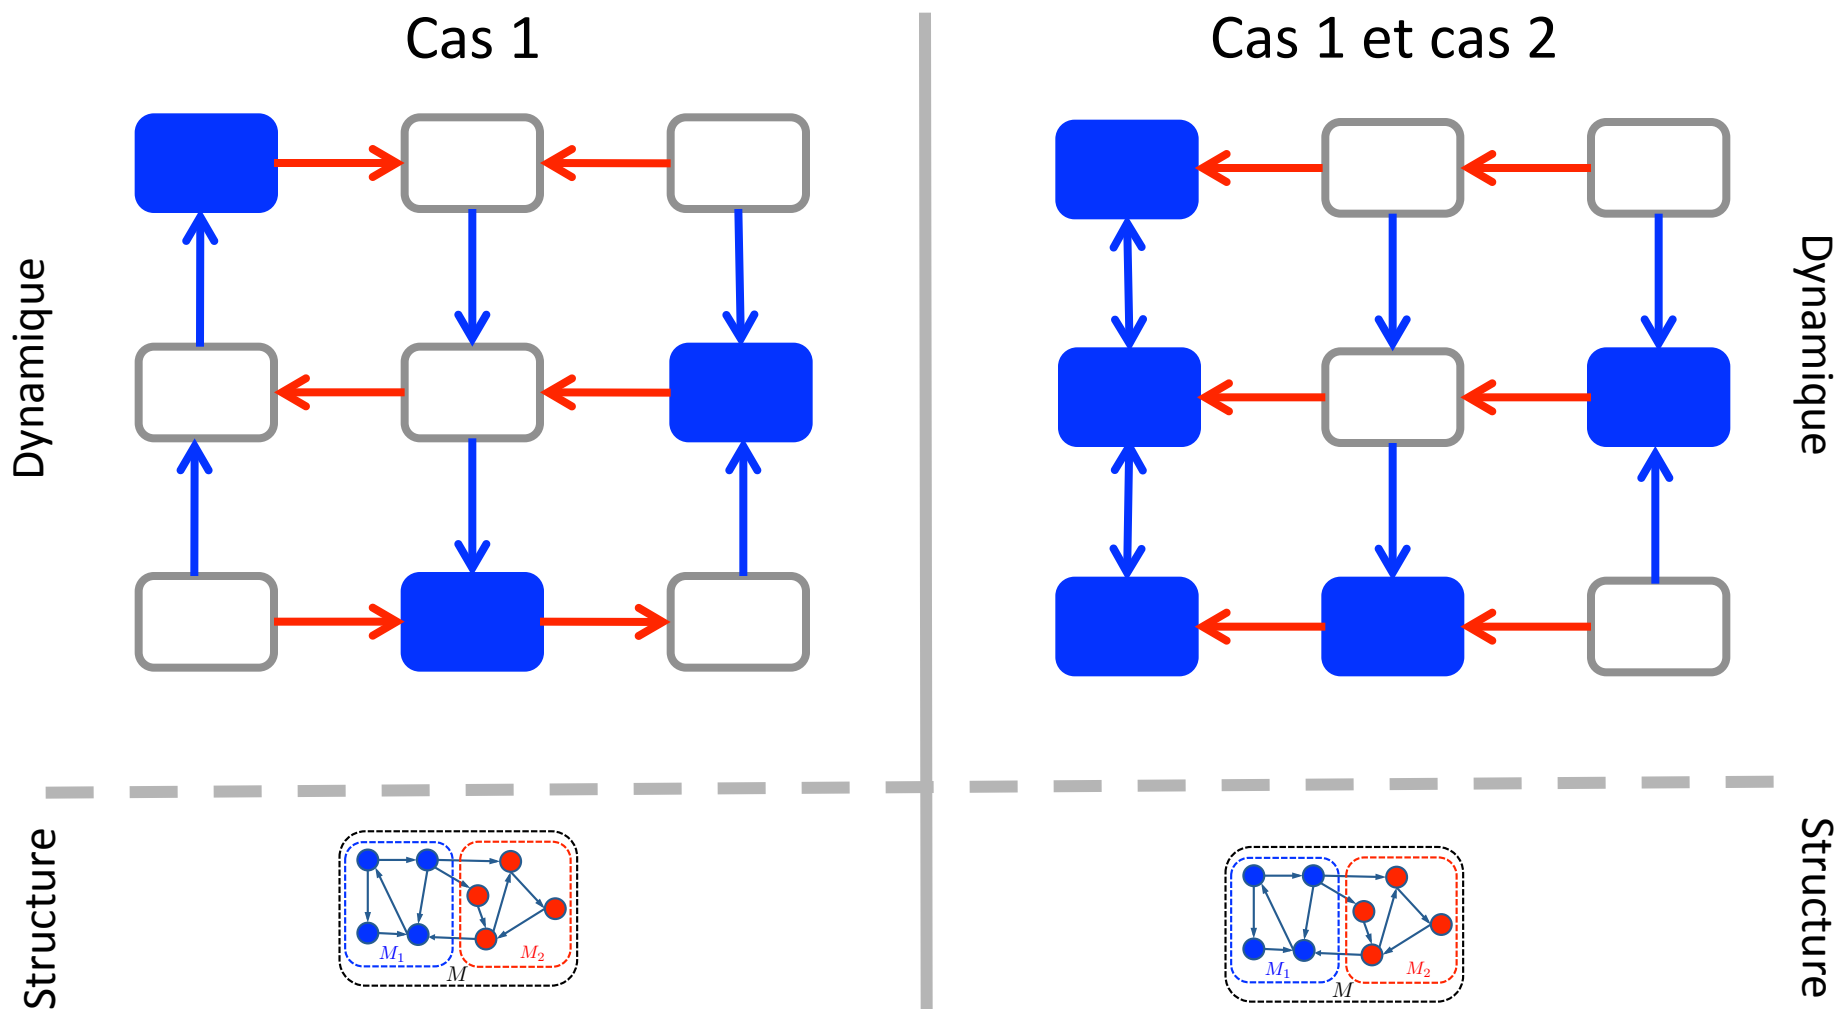 Cas 1
Cas 1 et cas 2
Dynamique
Dynamique
Structure
M₁
M₂
M
M₁
M₂
M
Structure